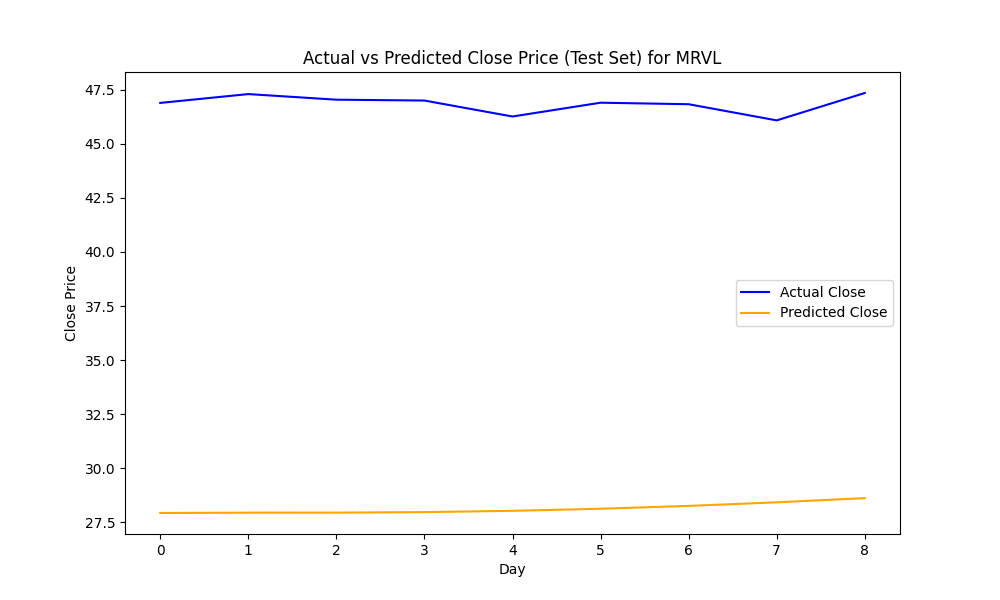 Actual vs Predicted Close Price (Test Set) for MRVL
47.5
45.0
42.5
40.0
37.5
35.0
32.5
30.0
27.5
Close Price
Actual Close
Predicted Close
0 1 2 3 4 5 6 7 8
Day